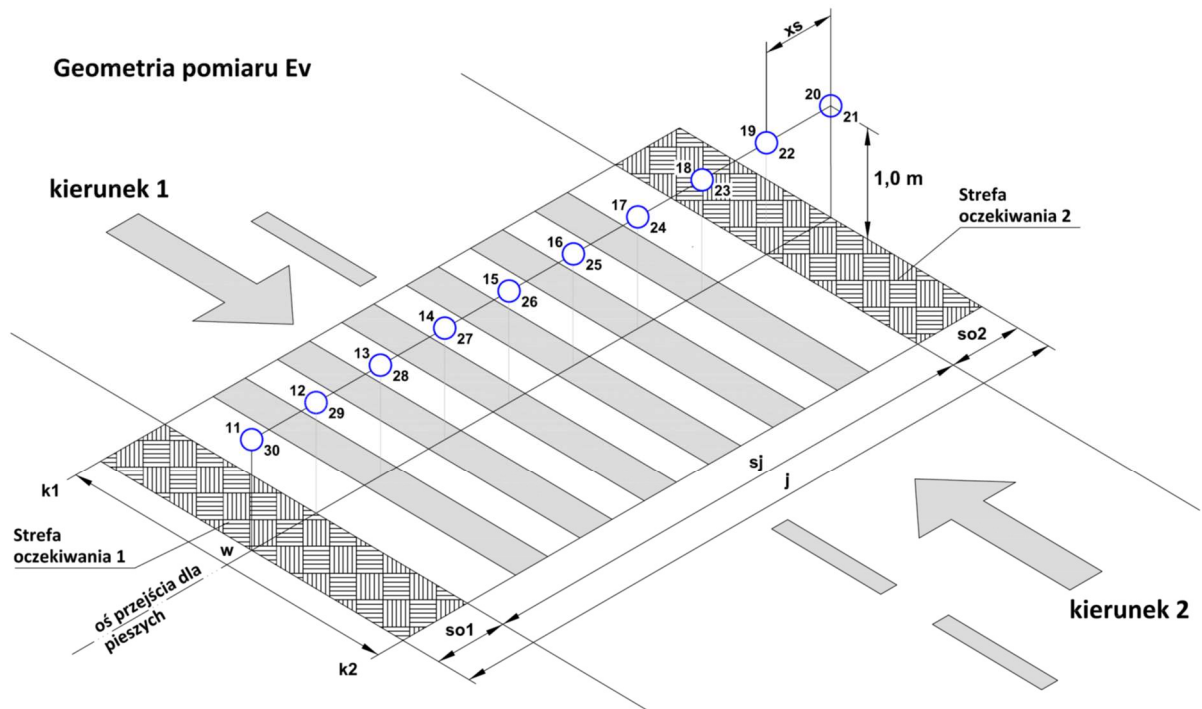 Geometria pomiaru Ev
xs
20
21
19
22
1,0 m
18
23
kierunek 1
Strefa
oczekiwania 2
17
24
16
25
15
26
14
27
so2
13
28
12
29
11
30
sj
j
k1
Strefa
oczekiwania 1
w
oś przejścia dla
pieszych
so1
k2
kierunek 2